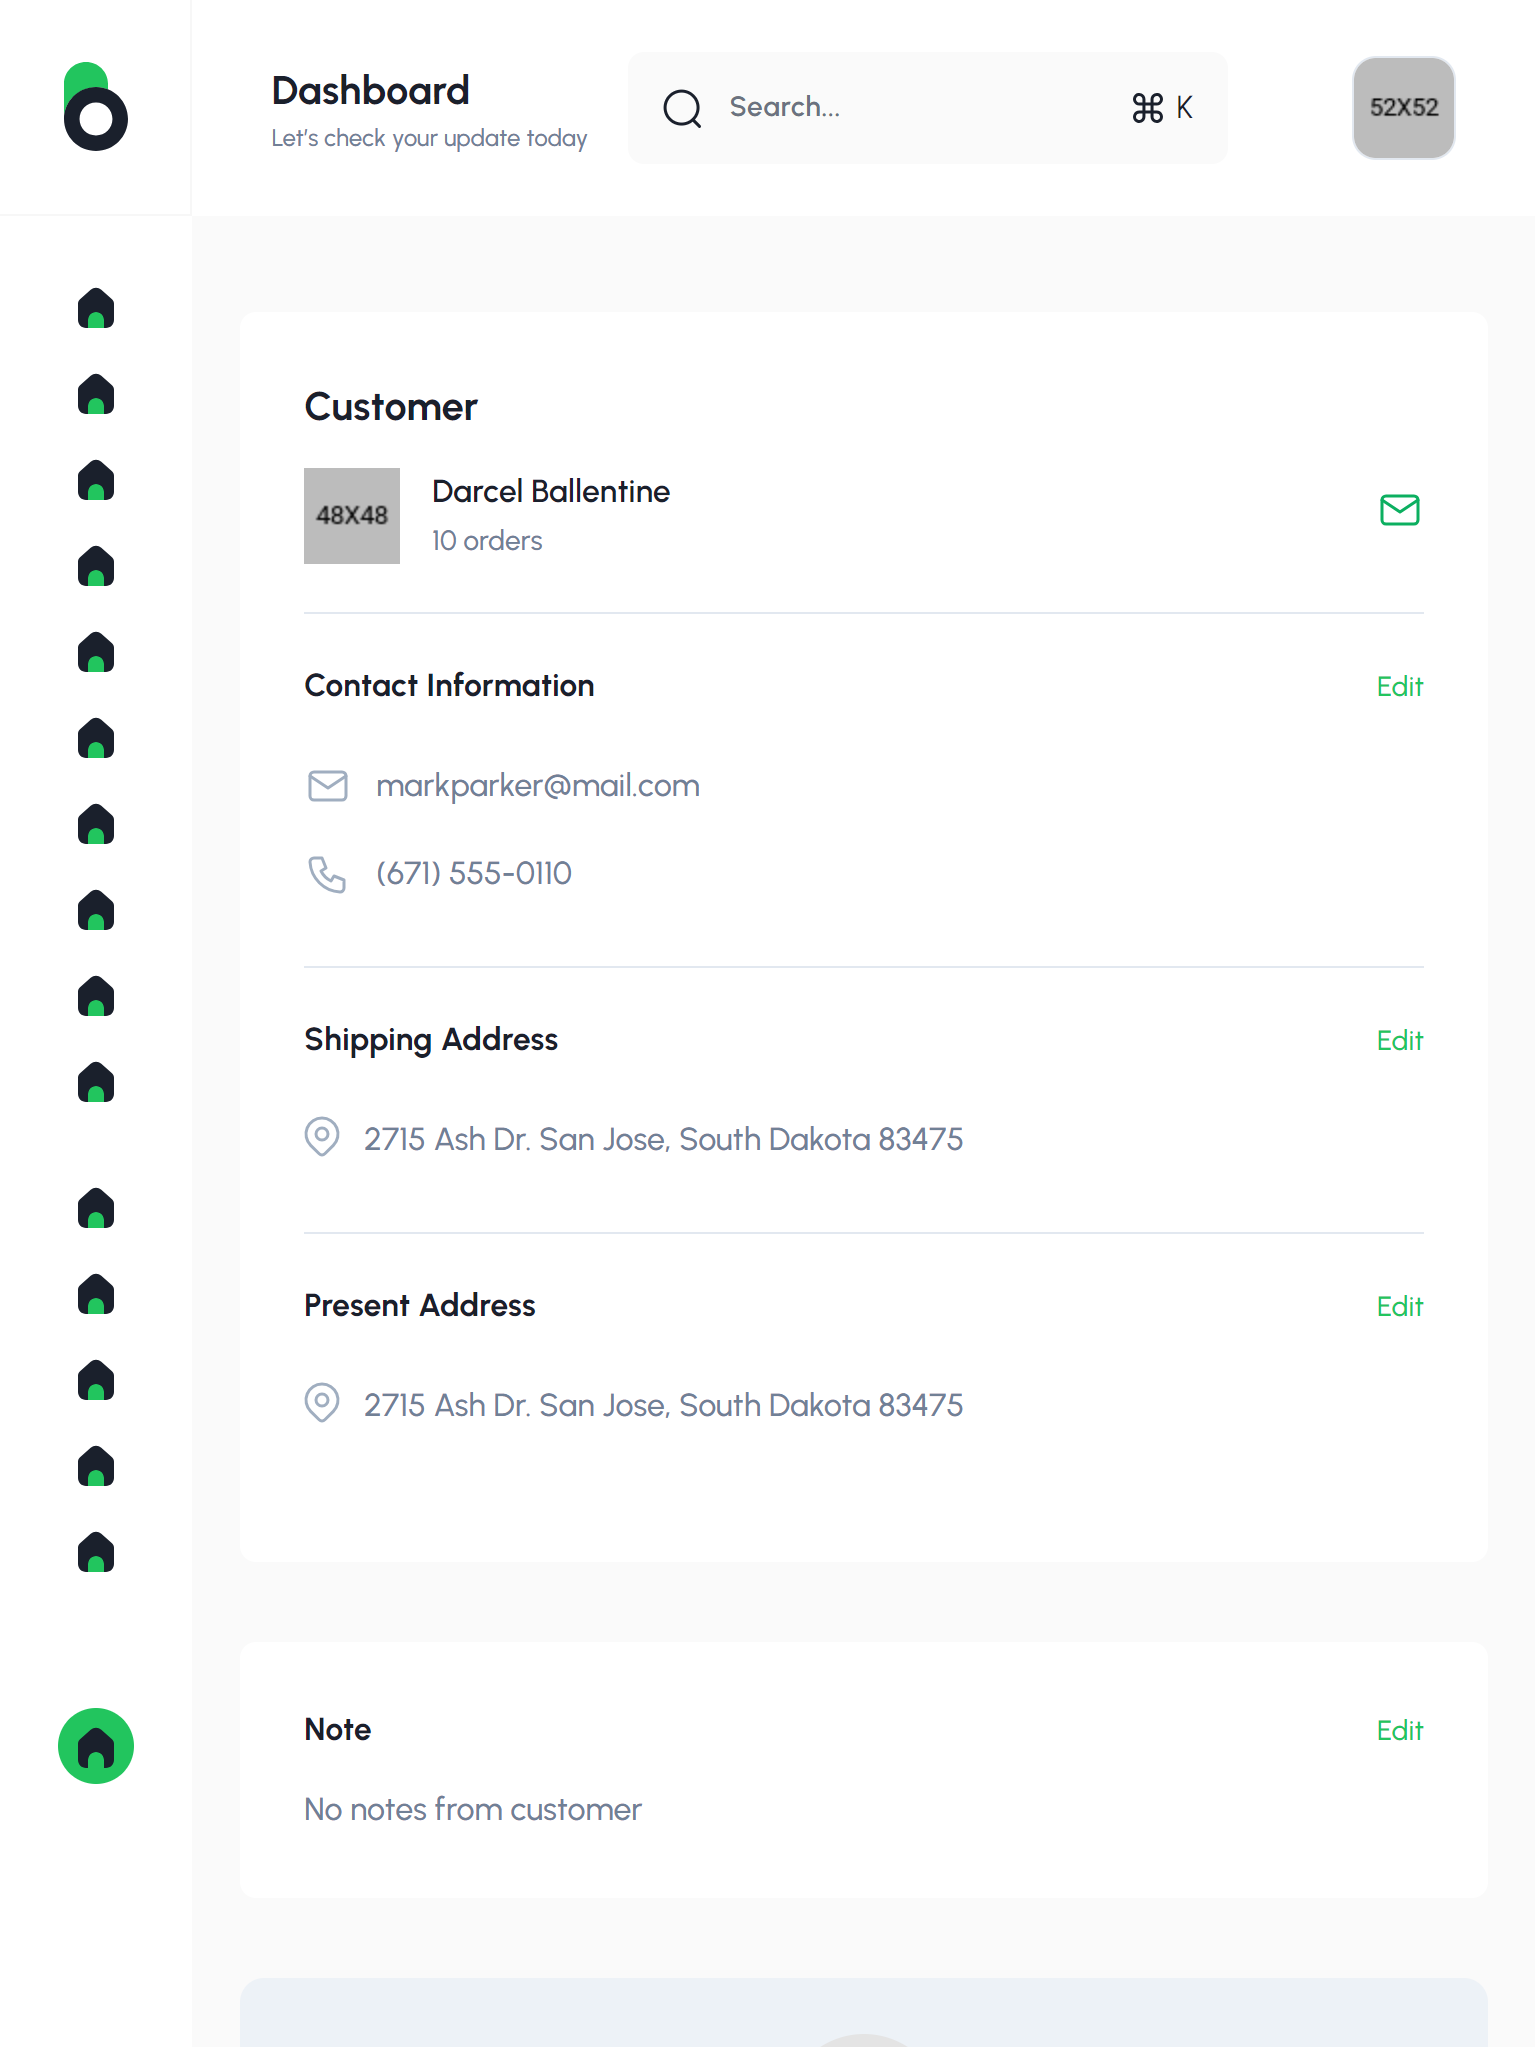 Dashboard
Let's check your update today
Search...
⌘ K
52X52
Customer
48X48
Darcel Ballentine
10 orders
Contact Information
Edit
markparker@mail.com
(671) 555-0110
Shipping Address
Edit
2715 Ash Dr. San Jose, South Dakota 83475
Present Address
Edit
2715 Ash Dr. San Jose, South Dakota 83475
Note
Edit
No notes from customer